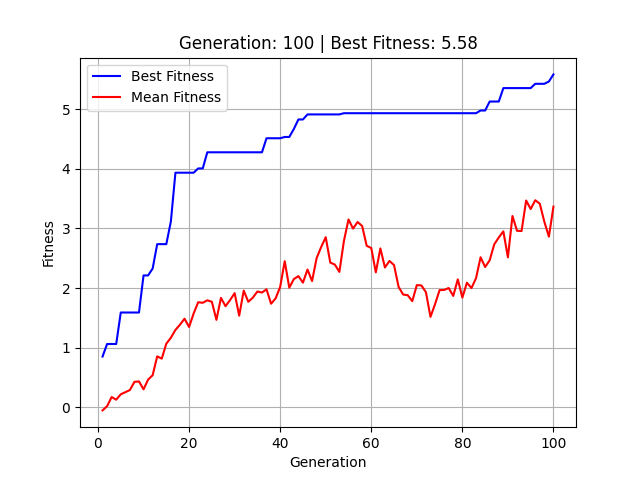 Generation: 100 | Best Fitness: 5.58
Best Fitness
Mean Fitness
5
4
3
2
1
0
Fitness
0 20 40 60 80 100
Generation